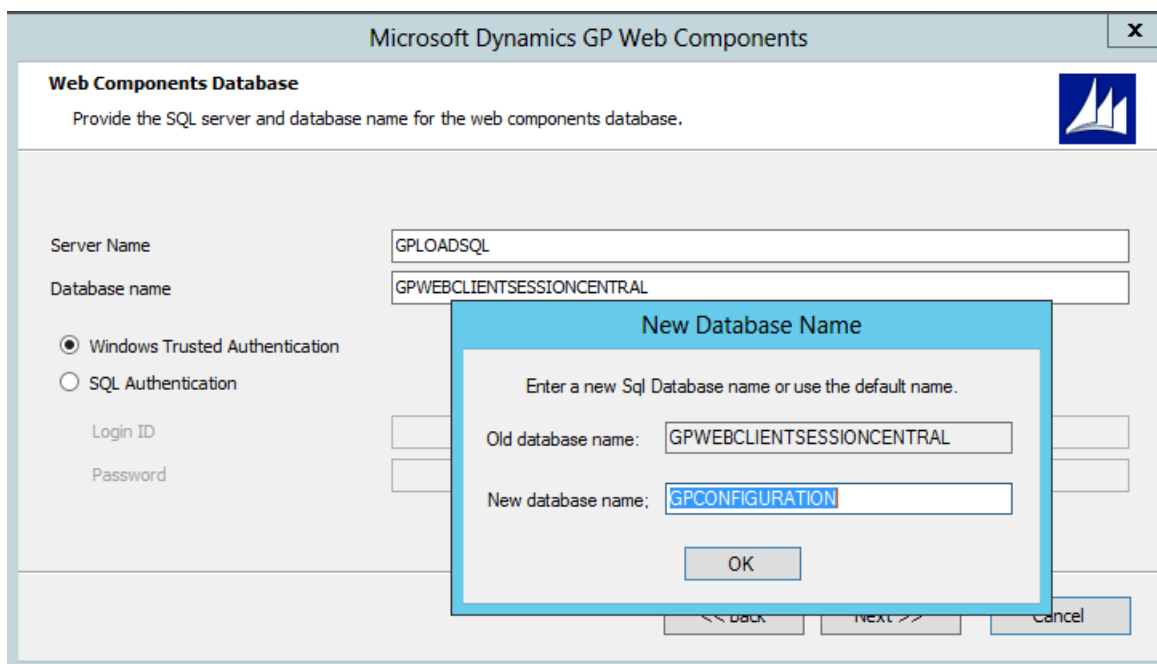 Microsoft Dynamics GP Web Components
x
Web Components Database
Provide the SQL server and database name for the web components database.
Server Name
GPLOADSQL
Database name
GPWEBCLIENTSESSIONCENTRAL
Windows Trusted Authentication
SQL Authentication
Login ID
Password
New Database Name
Enter a new Sql Database name or use the default name.
Old database name:
GPWEBCLIENTSESSIONCENTRAL
New database name;
GPCONFIGURATION
OK
<< Back
Next >>
Cancel